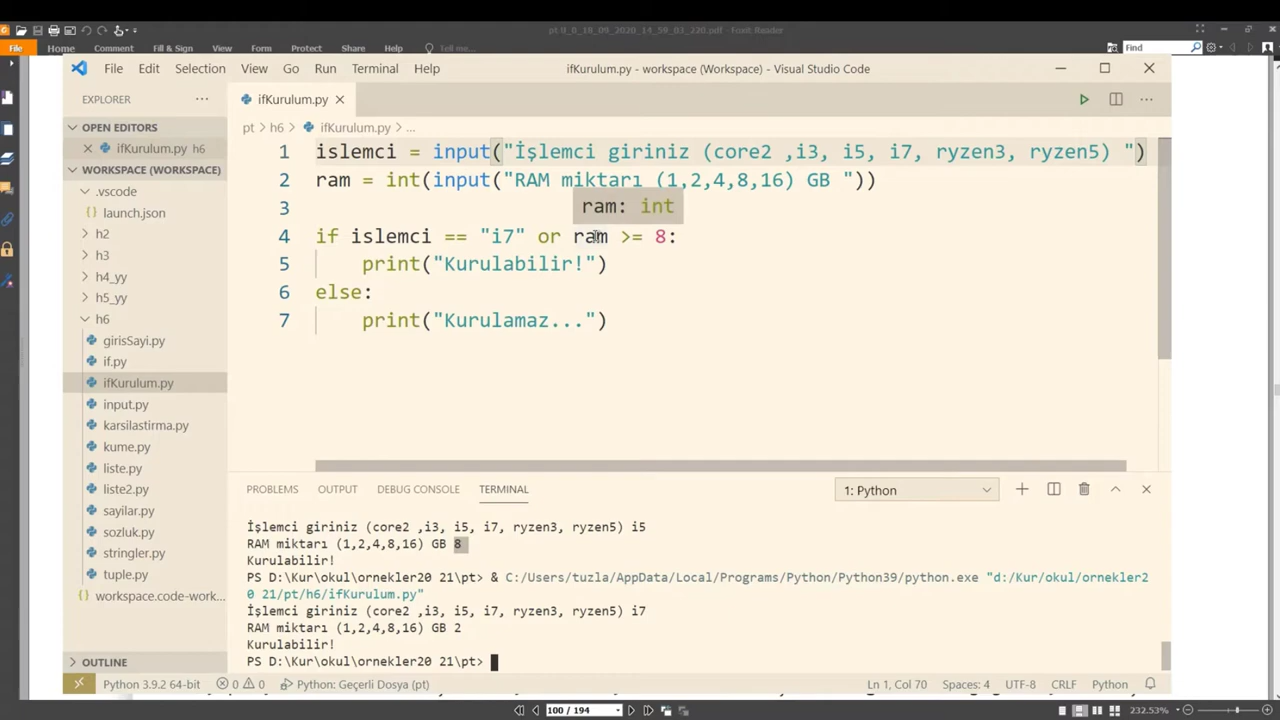 pt u_0_18_09_2020_14_59_03_220.pdf - Foxit Reader
File Home Comment Fill & Sign View Form Protect Share Help Tell me... Find
File Edit Selection View Go Run Terminal Help ifKurulum.py - workspace (Workspace) - Visual Studio Code
EXPLORER
OPEN EDITORS
ifKurulum.py h6
WORKSPACE (WORKSPACE)
.vscode
launch.json
h2
h3
h4_yy
h5_yy
h6
girisSayi.py
if.py
ifKurulum.py
input.py
karsilastirma.py
kume.py
liste.py
liste2.py
sayilar.py
sozluk.py
stringler.py
tuple.py
workspace.code-work...
OUTLINE
ifKurulum.py
pt > h6 > ifKurulum.py > ...
1 islemci = input("İşlemci giriniz (core2 ,i3, i5, i7, ryzen3, ryzen5) ")
2 ram = int(input("RAM miktarı (1,2,4,8,16) GB "))
3 ram: int
4 if islemci == "i7" or ram >= 8:
5 print("Kurulabilir!")
6 else:
7 print("Kurulamaz...")
PROBLEMS OUTPUT DEBUG CONSOLE TERMINAL 1: Python
İşlemci giriniz (core2 ,i3, i5, i7, ryzen3, ryzen5) i5
RAM miktarı (1,2,4,8,16) GB 8
Kurulabilir!
PS D:\Kur\okul\ornekler20 21\pt> & C:/Users/tuzla/AppData/Local/Programs/Python/Python39/python.exe "d:/Kur/okul/ornekler2
0 21/pt/h6/ifKurulum.py"
İşlemci giriniz (core2 ,i3, i5, i7, ryzen3, ryzen5) i7
RAM miktarı (1,2,4,8,16) GB 2
Kurulabilir!
PS D:\Kur\okul\ornekler20 21\pt>
Python 3.9.2 64-bit 0 0 Python: Geçerli Dosya (pt) Ln 1, Col 70 Spaces: 4 UTF-8 CRLF Python
100 / 194 232.53%